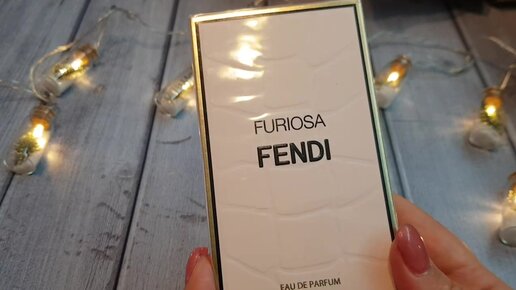 FURIOSA
FENDI
EAU DE PARFUM